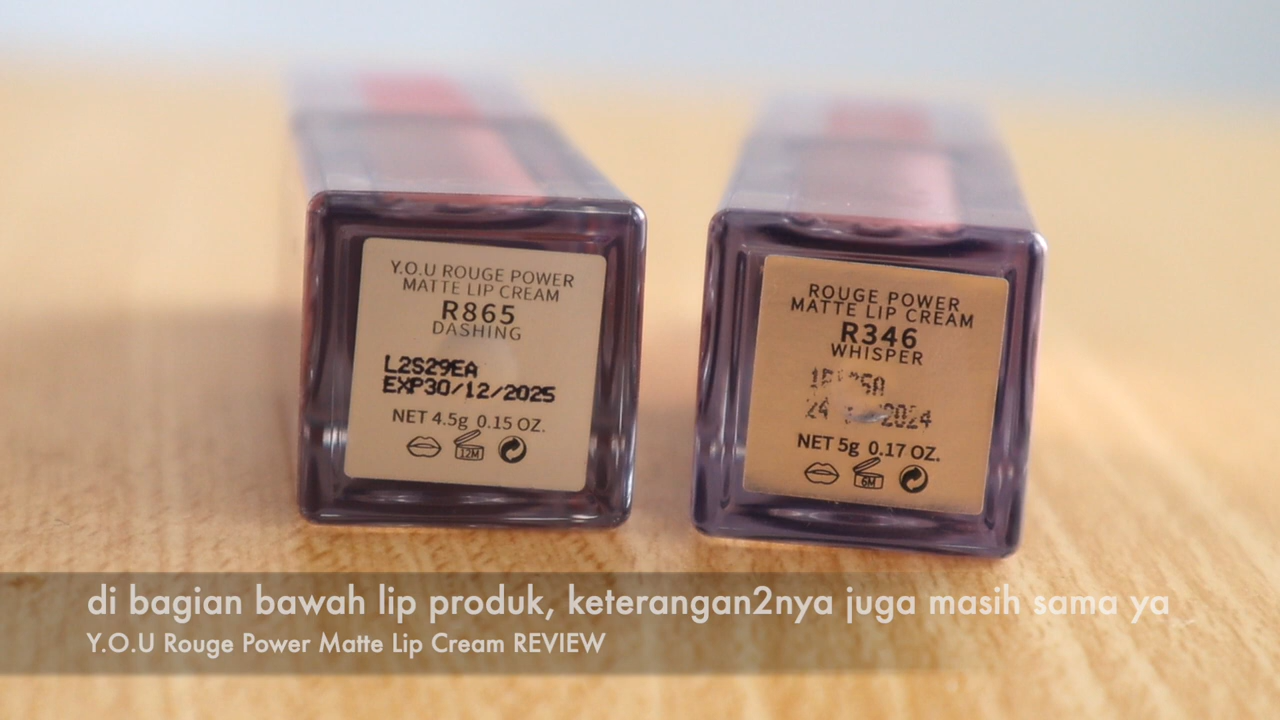 Y.O.U ROUGE POWER
MATTE LIP CREAM
R865
DASHING
L2S29EA
EXP30/12/2025
NET 4.5g 0.15 OZ.
12M
ROUGE POWER
MATTE LIP CREAM
R346
WHISPER
24 2024
NET 5g 0.17 OZ.
6M
di bagian bawah lip produk, keterangan2nya juga masih sama ya
Y.O.U Rouge Power Matte Lip Cream REVIEW